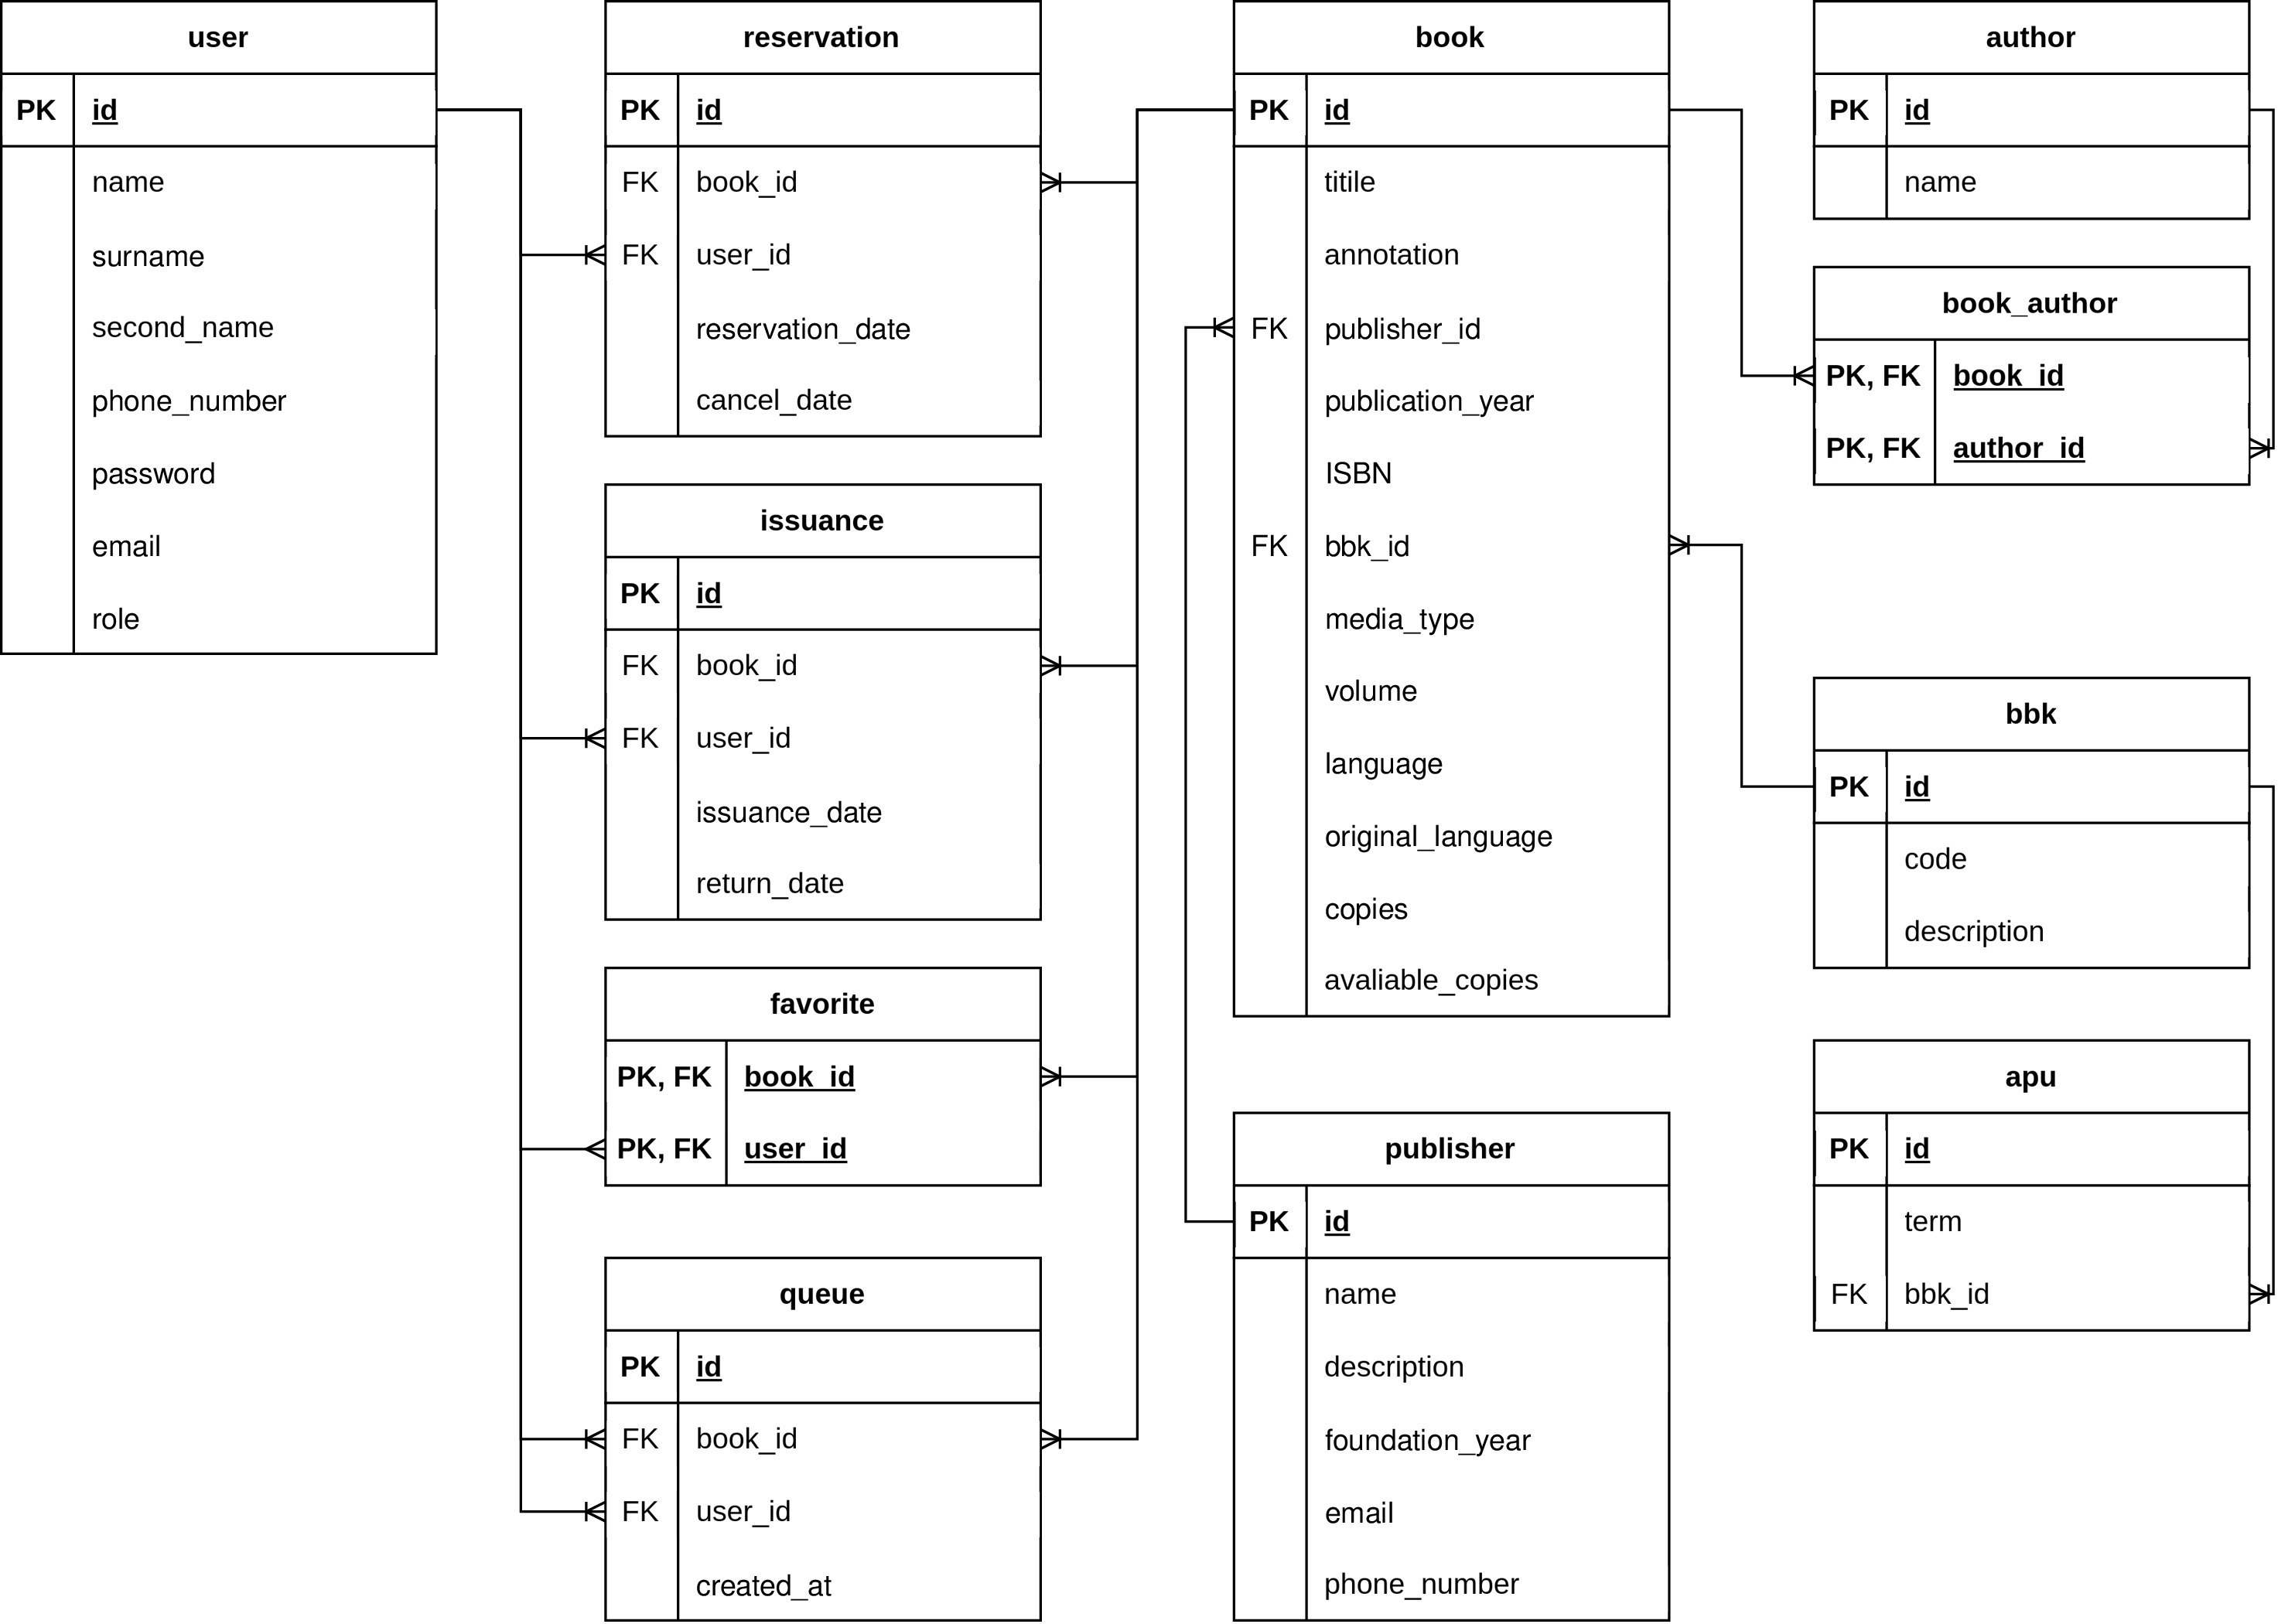 user
PK id
name
surname
second_name
phone_number
password
email
role
reservation
PK id
FK book_id
FK user_id
reservation_date
cancel_date
issuance
PK id
FK book_id
FK user_id
issuance_date
return_date
favorite
PK, FK book_id
PK, FK user_id
queue
PK id
FK book_id
FK user_id
created_at
book
PK id
titile
annotation
FK publisher_id
publication_year
ISBN
FK bbk_id
media_type
volume
language
original_language
copies
avaliable_copies
publisher
PK id
name
description
foundation_year
email
phone_number
author
PK id
name
book_author
PK, FK book_id
PK, FK author_id
bbk
PK id
code
description
apu
PK id
term
FK bbk_id